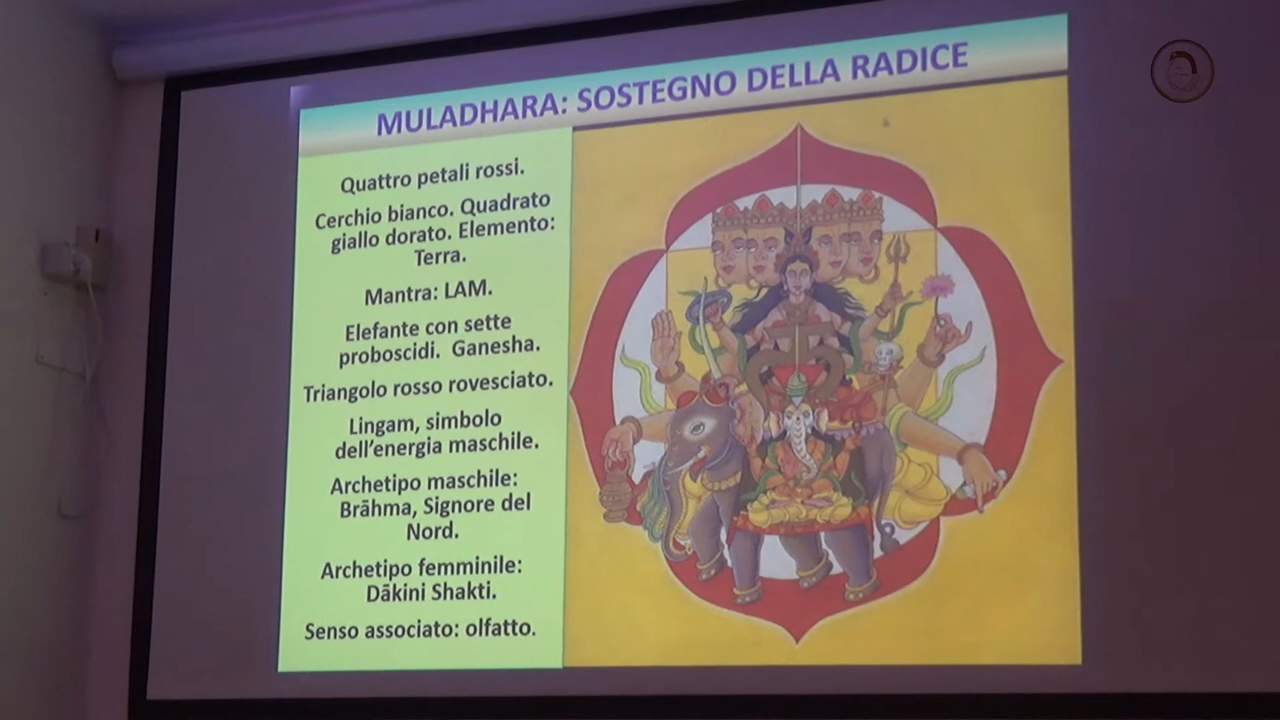 MULADHARA: SOSTEGNO DELLA RADICE
Quattro petali rossi.
Cerchio bianco. Quadrato
giallo dorato. Elemento:
Terra.
Mantra: LAM.
Elefante con sette
proboscidi. Ganesha.
Triangolo rosso rovesciato.
Lingam, simbolo
dell'energia maschile.
Archetipo maschile:
Brāhma, Signore del
Nord.
Archetipo femminile:
Dākini Shakti.
Senso associato: olfatto.